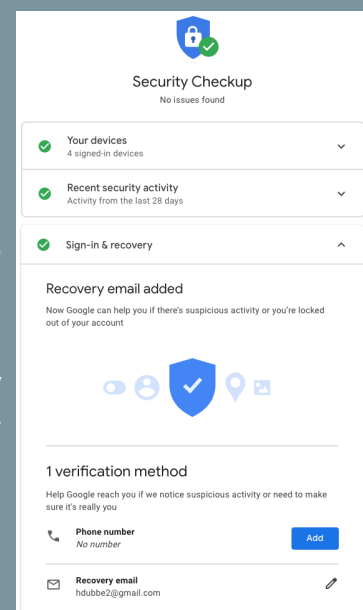 Security Checkup
No issues found
Your devices
4 signed-in devices
Recent security activity
Activity from the last 28 days
Sign-in & recovery
Recovery email added
Now Google can help you if there's suspicious activity or you're locked
out of your account
1 verification method
Help Google reach you if we notice suspicious activity or need to make
sure it's really you
Phone number
No number
Add
Recovery email
hdubbe2@gmail.com